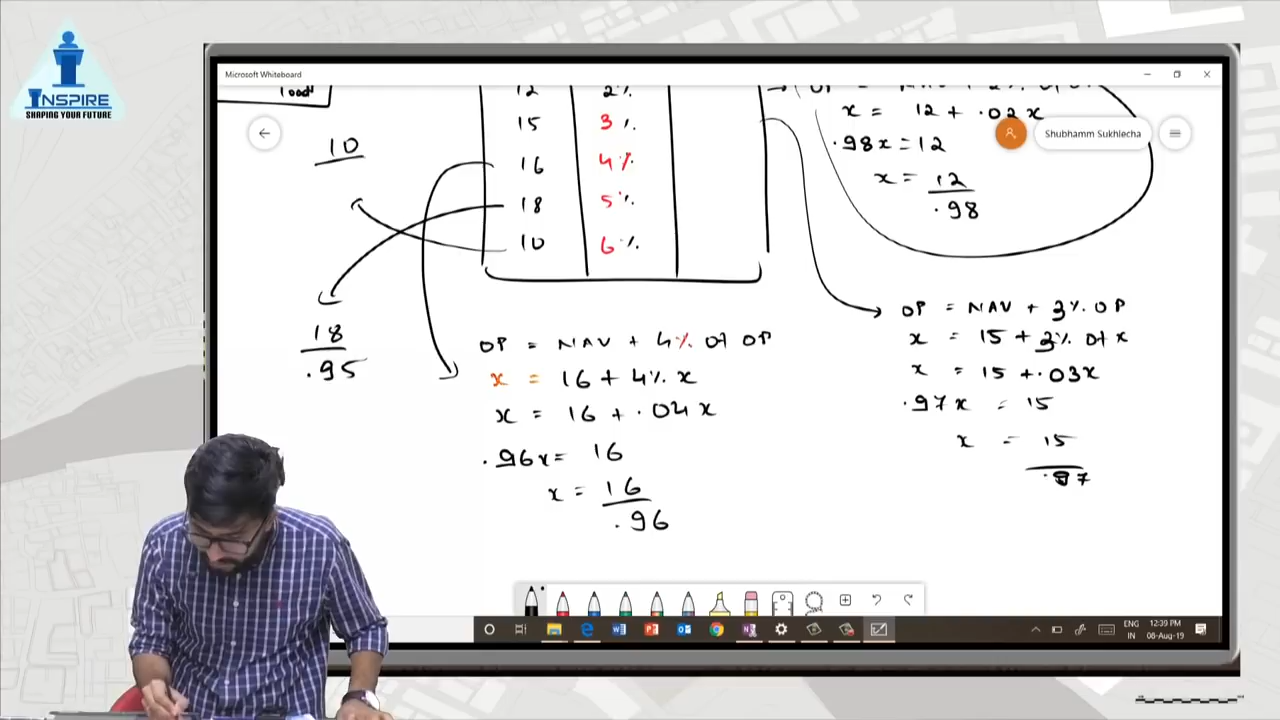 INSPIRE
SHAPING YOUR FUTURE
Microsoft Whiteboard
load
Shubhamm Sukhlecha
12 2%
15 3%
16 4%
18 5%
10 6%
10
18
.95
OP = NAV + 4% of OP
x = 16 + 4% x
x = 16 + .04x
.96x = 16
x = 16
.96
x = 12 + .02x
.98x = 12
x = 12
.98
OP = NAV + 3% OP
x = 15 + 3% of x
x = 15 + .03x
.97x = 15
x = 15
.97
ENG
IN
12:39 PM
08-Aug-19